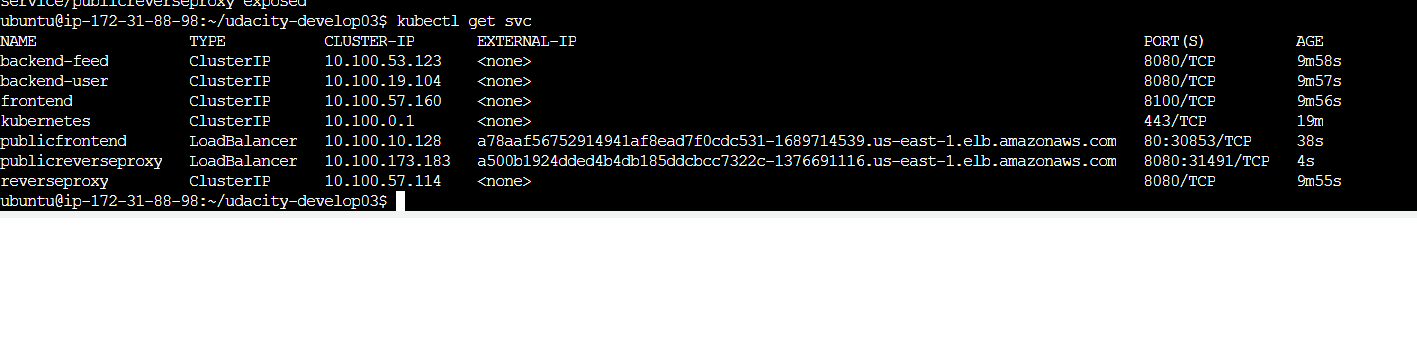 service/publicreverseproxy exposed
ubuntu@ip-172-31-88-98:~/udacity-develop03$ kubectl get svc
NAME TYPE CLUSTER-IP EXTERNAL-IP PORT(S) AGE
backend-feed ClusterIP 10.100.53.123 <none> 8080/TCP 9m58s
backend-user ClusterIP 10.100.19.104 <none> 8080/TCP 9m57s
frontend ClusterIP 10.100.57.160 <none> 8100/TCP 9m56s
kubernetes ClusterIP 10.100.0.1 <none> 443/TCP 19m
publicfrontend LoadBalancer 10.100.10.128 a78aaf56752914941af8ead7f0cdc531-1689714539.us-east-1.elb.amazonaws.com 80:30853/TCP 38s
publicreverseproxy LoadBalancer 10.100.173.183 a500b1924dded4b4db185ddcbcc7322c-1376691116.us-east-1.elb.amazonaws.com 8080:31491/TCP 4s
reverseproxy ClusterIP 10.100.57.114 <none> 8080/TCP 9m55s
ubuntu@ip-172-31-88-98:~/udacity-develop03$